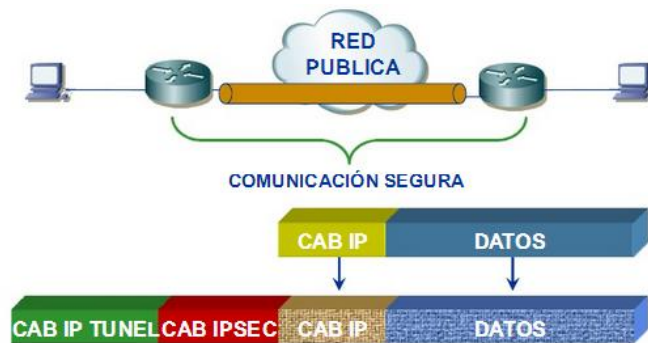 RED
PUBLICA
COMUNICACIÓN SEGURA
CAB IP DATOS
CAB IP TUNEL CAB IPSEC CAB IP DATOS